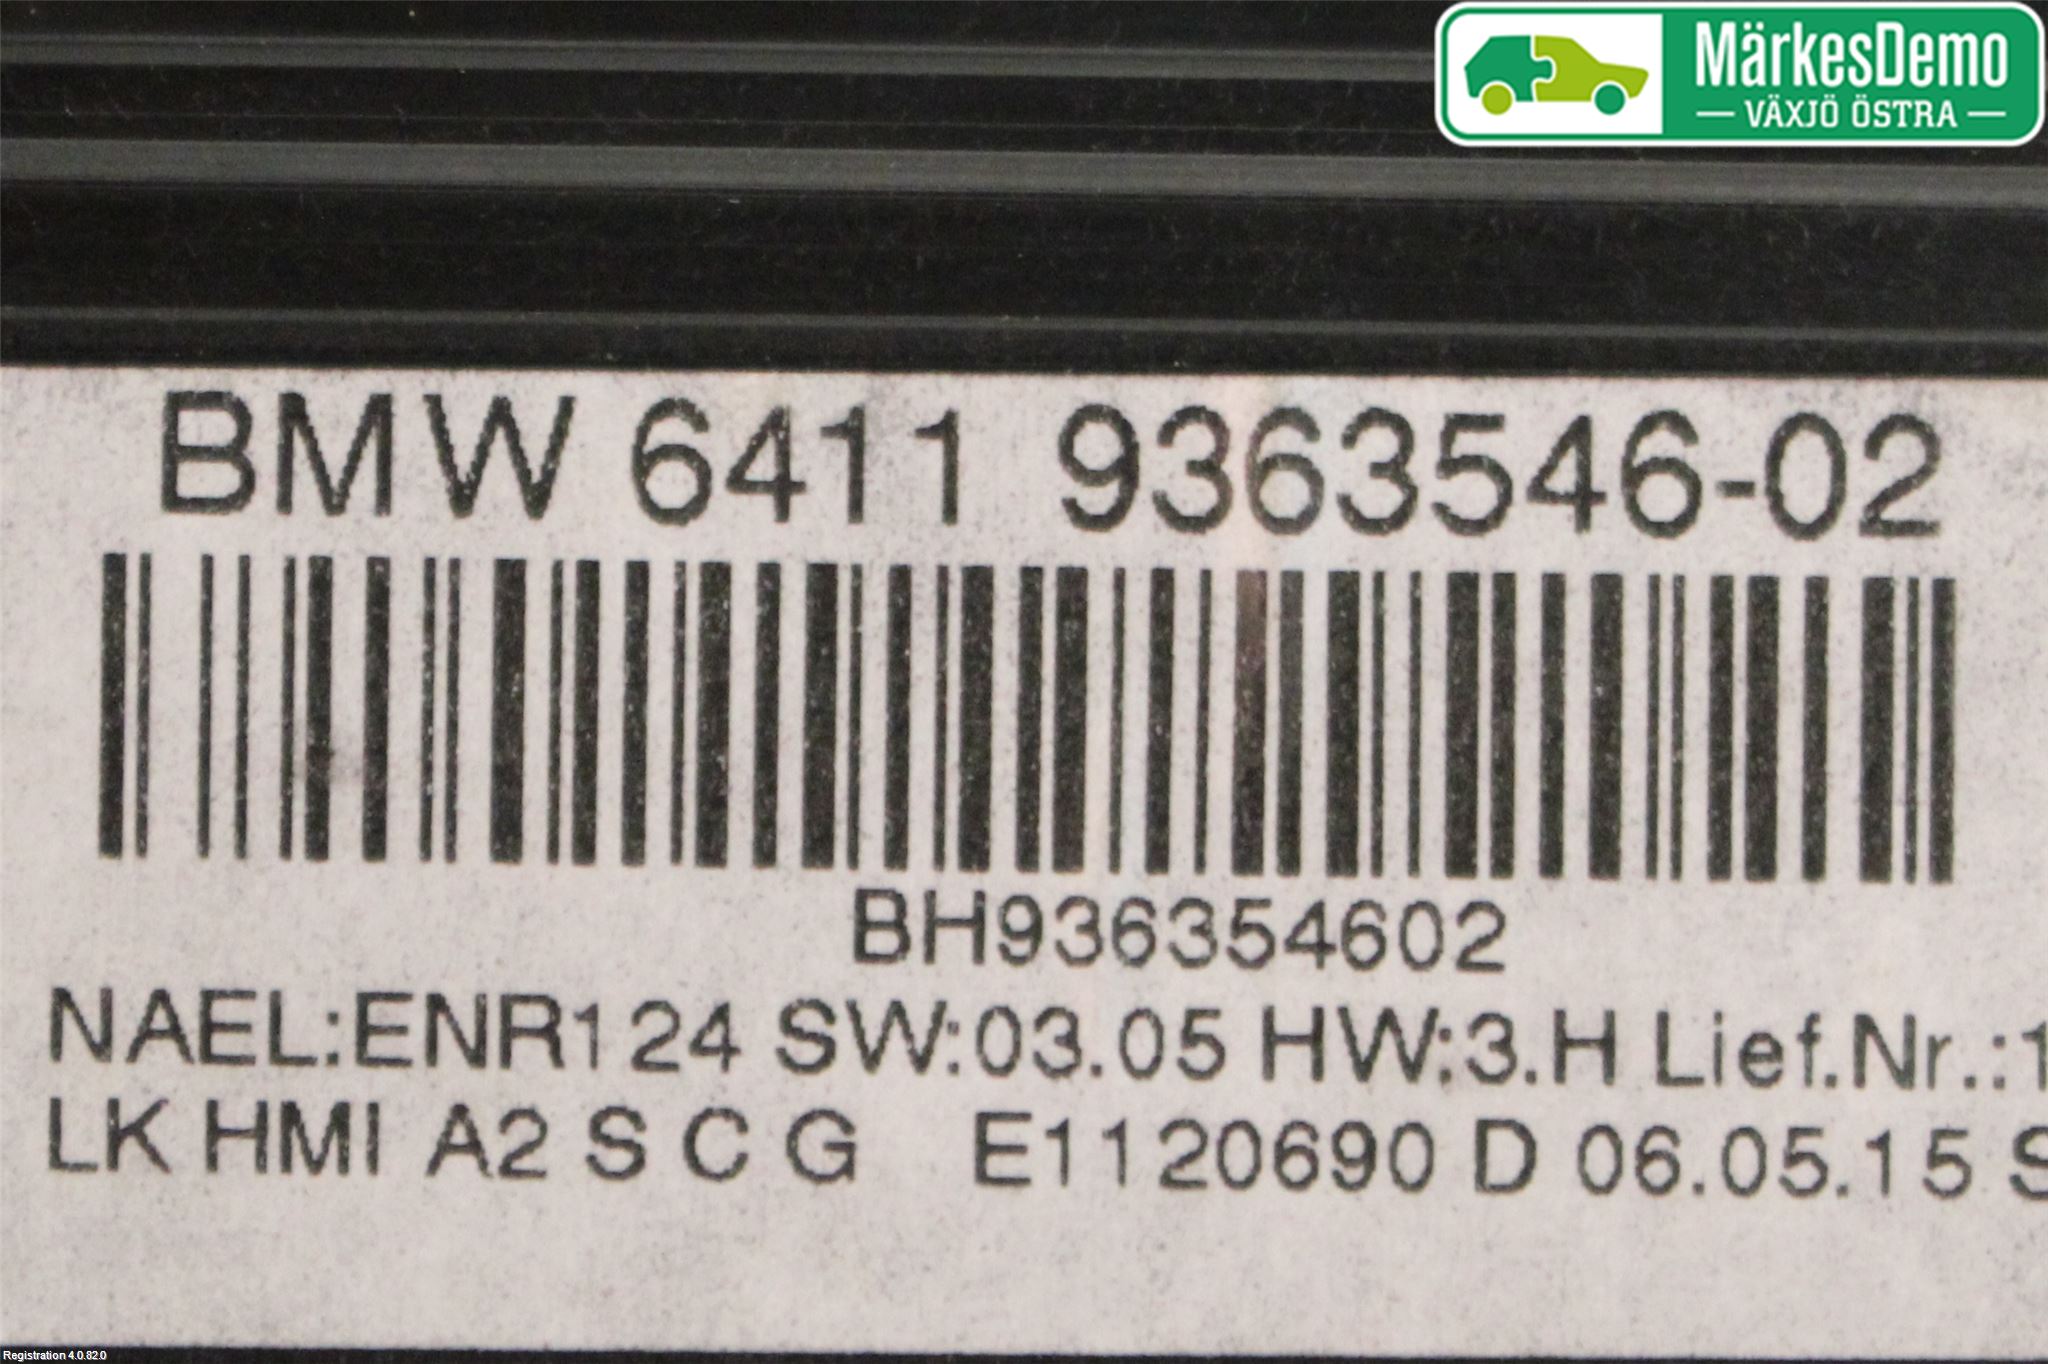 MärkesDemo
VÄXJÖ ÖSTRA
BMW 6411 9363546-02
BH936354602
NAEL:ENR124 SW:03.05 HW:3.H Lief.Nr.:1
LK HMI A2 S C G E1120690 D 06.05.15 S
Registration 4.0.82.0